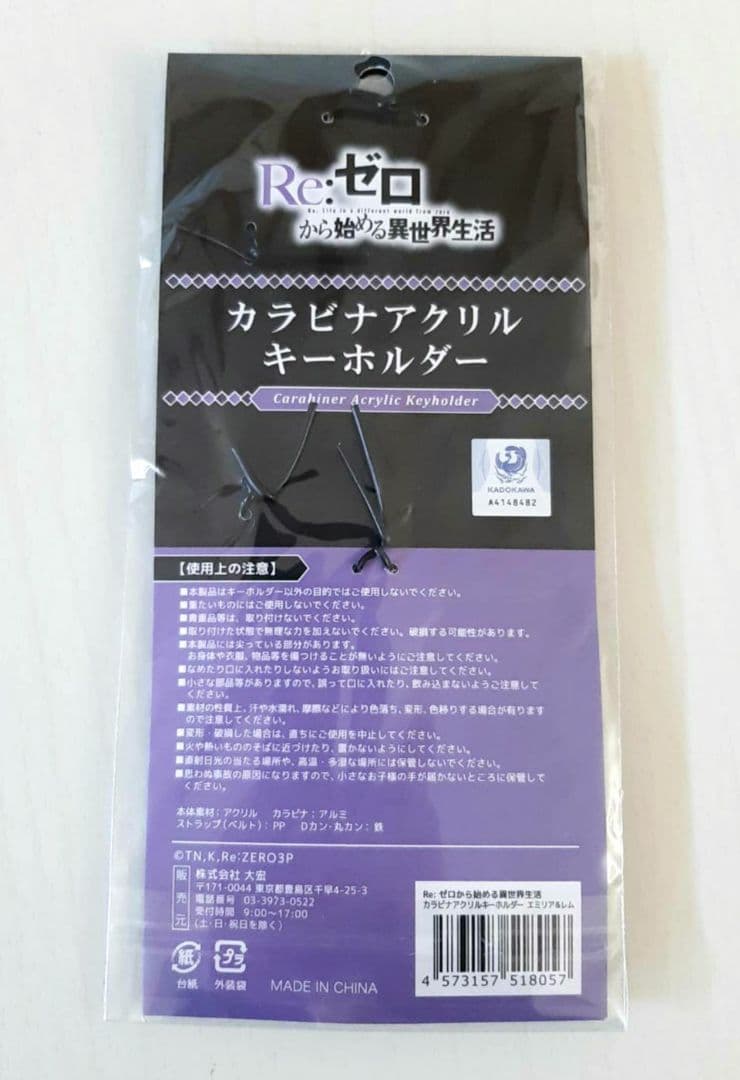 Re:ゼロ
Re: Life in a different world from zero
から始める異世界生活
カラビナアクリル
キーホルダー
Carabiner Acrylic Keyholder
KADOKAWA
A4148482
【使用上の注意】
■本製品はキーホルダー以外の目的ではご使用しないでください。
■重たいものにはご使用しないでください。
■貴重品等は、取り付けないでください。
■取り付けた状態で無理な力を加えないでください。破損する可能性があります。
■本製品には尖っている部分があります。
お身体や衣服、物品等を傷つけることが無いようにご注意してください。
■なめたり口に入れたりしないようお取り扱いにはご注意してください。
■小さな部品等がありますので、誤って口に入れたり、飲み込まないようご注意して
ください。
■素材の性質上、汗や水濡れ、摩擦などにより色落ち、変形、色移りする場合が有ります
ので注意してください。
■変形・破損した場合は、直ちにご使用を中止してください。
■火や熱いもののそばに近づけたり、置かないようにしてください。
■直射日光の当たる場所や、高温・多湿な場所には保管しないでください。
■思わぬ事故の原因になりますので、小さなお子様の手が届かないところに保管して
ください。
本体素材:アクリル カラビナ:アルミ
ストラップ(ベルト):PP Dカン・丸カン:鉄
©TN,K,Re:ZERO3P
販売元
株式会社 大宏
〒171-0044 東京都豊島区千早4-25-3
電話番号 03-3973-0522
受付時間 9:00〜17:00
(土・日・祝日を除く)
紙
台紙
プラ
外装袋
MADE IN CHINA
Re: ゼロから始める異世界生活
カラビナアクリルキーホルダー エミリア&レム
4 573157 518057